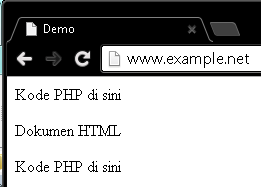 Demo
www.example.net
Kode PHP di sini
Dokumen HTML
Kode PHP di sini